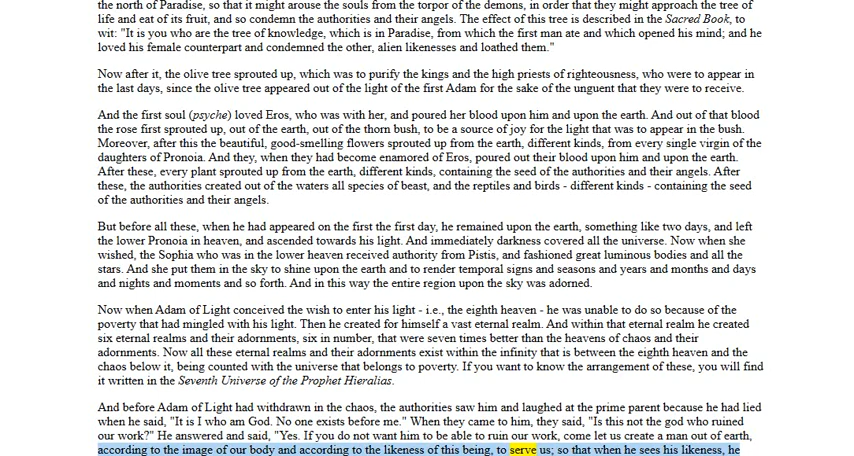 the north of Paradise, so that it might arouse the souls from the torpor of the demons, in order that they might approach the tree of
life and eat of its fruit, and so condemn the authorities and their angels. The effect of this tree is described in the Sacred Book, to
wit: "It is you who are the tree of knowledge, which is in Paradise, from which the first man ate and which opened his mind; and he
loved his female counterpart and condemned the other, alien likenesses and loathed them."
Now after it, the olive tree sprouted up, which was to purify the kings and the high priests of righteousness, who were to appear in
the last days, since the olive tree appeared out of the light of the first Adam for the sake of the unguent that they were to receive.
And the first soul (psyche) loved Eros, who was with her, and poured her blood upon him and upon the earth. And out of that blood
the rose first sprouted up, out of the earth, out of the thorn bush, to be a source of joy for the light that was to appear in the bush.
Moreover, after this the beautiful, good-smelling flowers sprouted up from the earth, different kinds, from every single virgin of the
daughters of Pronoia. And they, when they had become enamored of Eros, poured out their blood upon him and upon the earth.
After these, every plant sprouted up from the earth, different kinds, containing the seed of the authorities and their angels. After
these, the authorities created out of the waters all species of beast, and the reptiles and birds - different kinds - containing the seed
of the authorities and their angels.
But before all these, when he had appeared on the first the first day, he remained upon the earth, something like two days, and left
the lower Pronoia in heaven, and ascended towards his light. And immediately darkness covered all the universe. Now when she
wished, the Sophia who was in the lower heaven received authority from Pistis, and fashioned great luminous bodies and all the
stars. And she put them in the sky to shine upon the earth and to render temporal signs and seasons and years and months and days
and nights and moments and so forth. And in this way the entire region upon the sky was adorned.
Now when Adam of Light conceived the wish to enter his light - i.e., the eighth heaven - he was unable to do so because of the
poverty that had mingled with his light. Then he created for himself a vast eternal realm. And within that eternal realm he created
six eternal realms and their adornments, six in number, that were seven times better than the heavens of chaos and their
adornments. Now all these eternal realms and their adornments exist within the infinity that is between the eighth heaven and the
chaos below it, being counted with the universe that belongs to poverty. If you want to know the arrangement of these, you will find
it written in the Seventh Universe of the Prophet Hieralias.
And before Adam of Light had withdrawn in the chaos, the authorities saw him and laughed at the prime parent because he had lied
when he said, "It is I who am God. No one exists before me." When they came to him, they said, "Is this not the god who ruined
our work?" He answered and said, "Yes. If you do not want him to be able to ruin our work, come let us create a man out of earth,
according to the image of our body and according to the likeness of this being, to serve us; so that when he sees his likeness, he